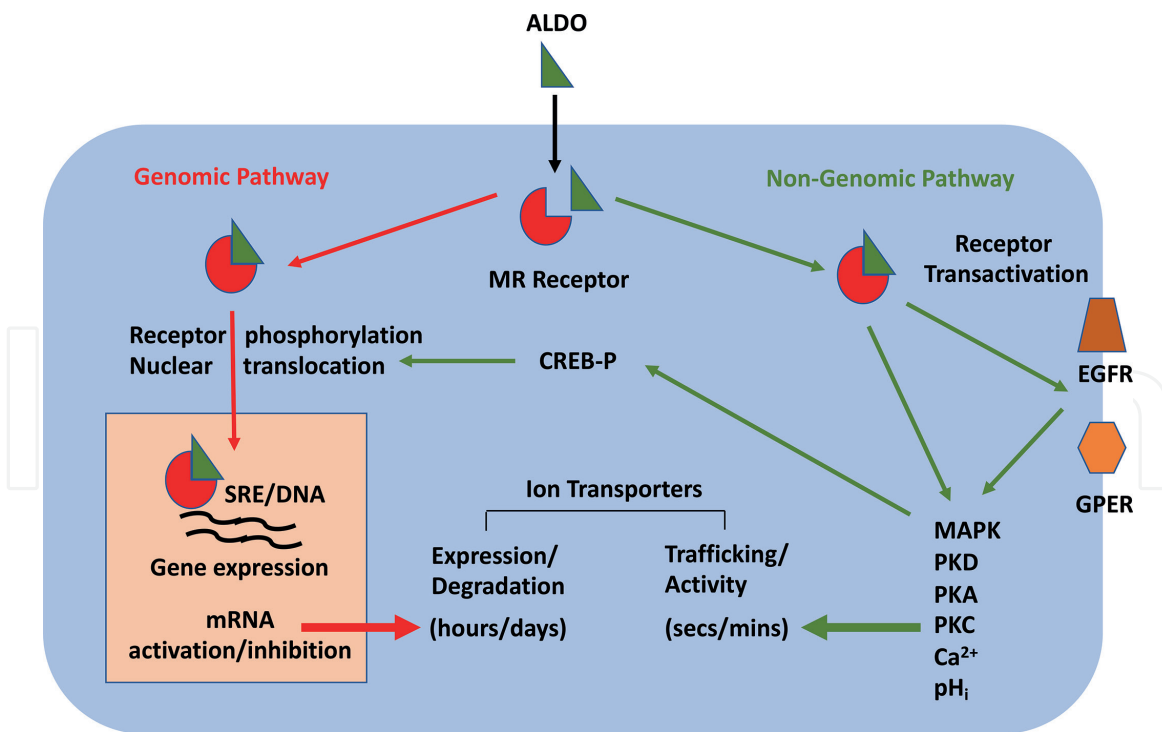 ALDO
Genomic Pathway
Non-Genomic Pathway
MR Receptor
Receptor
Transactivation
EGFR
GPER
Receptor phosphorylation
Nuclear translocation
CREB-P
SRE/DNA
Gene expression
mRNA
activation/inhibition
Ion Transporters
Expression/
Degradation
(hours/days)
Trafficking/
Activity
(secs/mins)
MAPK
PKD
PKA
PKC
Ca²⁺
pHᵢ